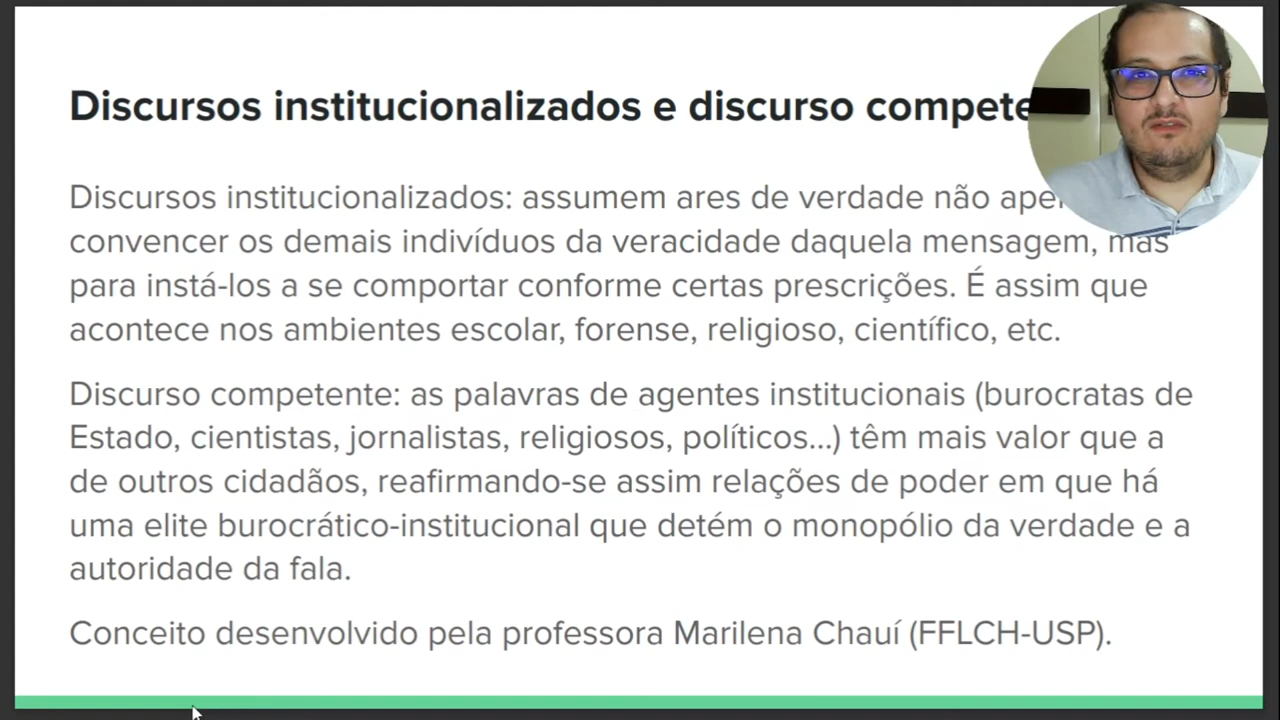 Discursos institucionalizados e discurso
Discursos institucionalizados: assumem ares de verdade não
convencer os demais indivíduos da veracidade daquela mensagem, mas
para instá-los a se comportar conforme certas prescrições. É assim que
acontece nos ambientes escolar, forense, religioso, científico, etc.
Discurso competente: as palavras de agentes institucionais (burocratas de
Estado, cientistas, jornalistas, religiosos, políticos...) têm mais valor que a
de outros cidadãos, reafirmando-se assim relações de poder em que há
uma elite burocrático-institucional que detém o monopólio da verdade e a
autoridade da fala.
Conceito desenvolvido pela professora Marilena Chauí (FFLCH-USP).